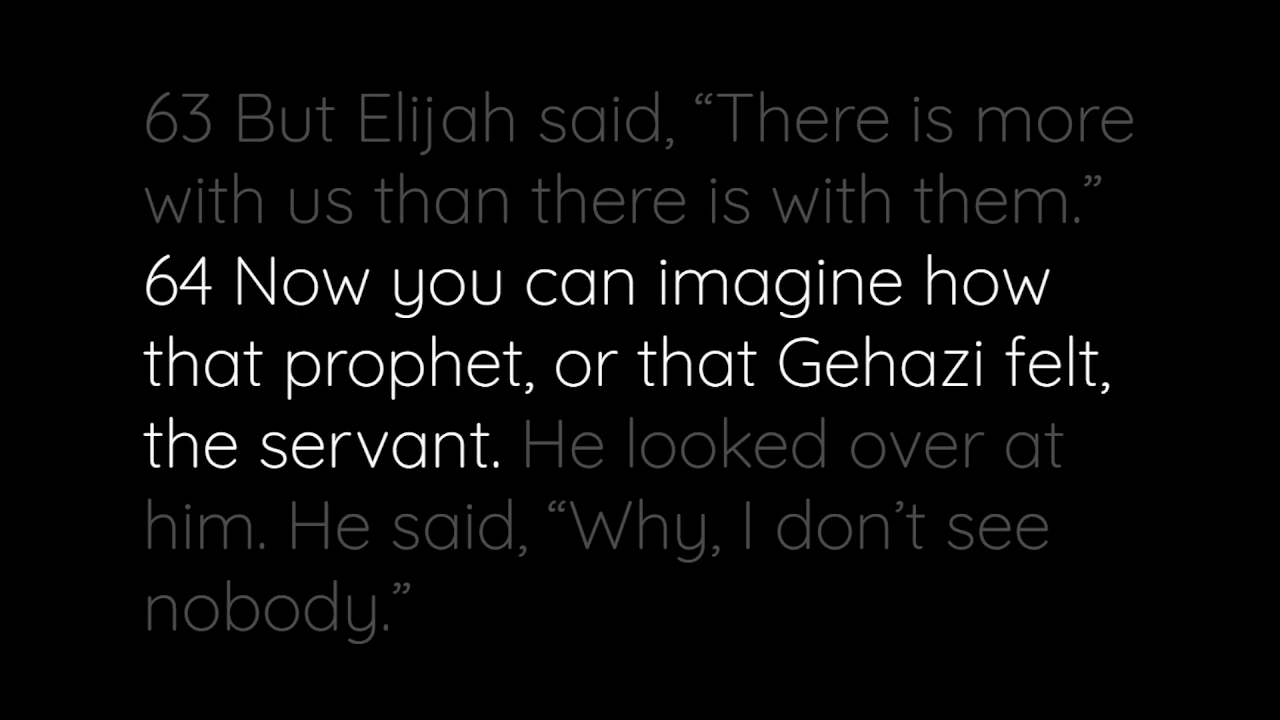 63 But Elijah said, “There is more
with us than there is with them.”
64 Now you can imagine how
that prophet, or that Gehazi felt,
the servant. He looked over at
him. He said, “Why, I don’t see
nobody.”